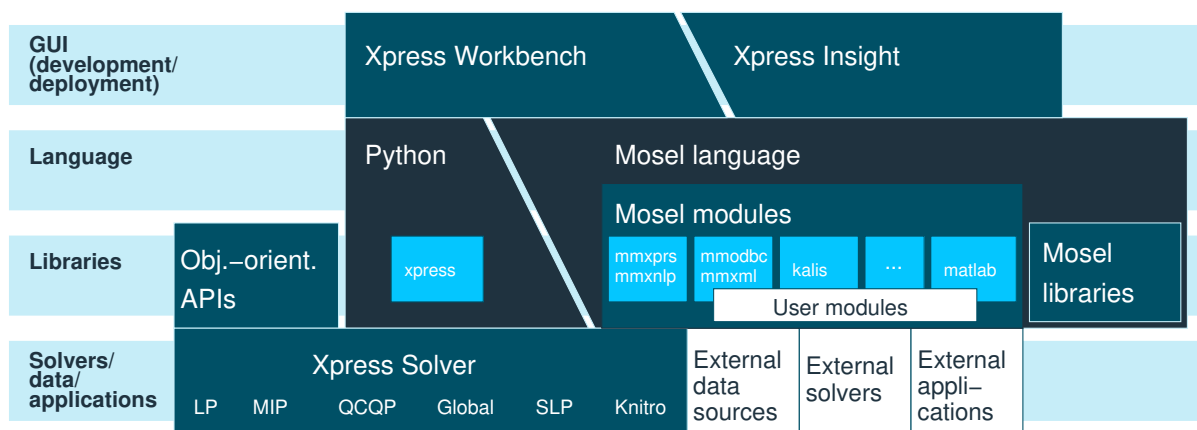 GUI
(development/
deployment)
Xpress Workbench
Xpress Insight
Language
Python
Mosel language
Mosel modules
Libraries
Obj.−orient.
APIs
xpress
mmxprs
mmxnlp
mmodbc
mmxml
kalis
...
matlab
User modules
Mosel
libraries
Solvers/
data/
applications
Xpress Solver
LP
MIP
QCQP
Global
SLP
Knitro
External
data
sources
External
solvers
External
appli−
cations